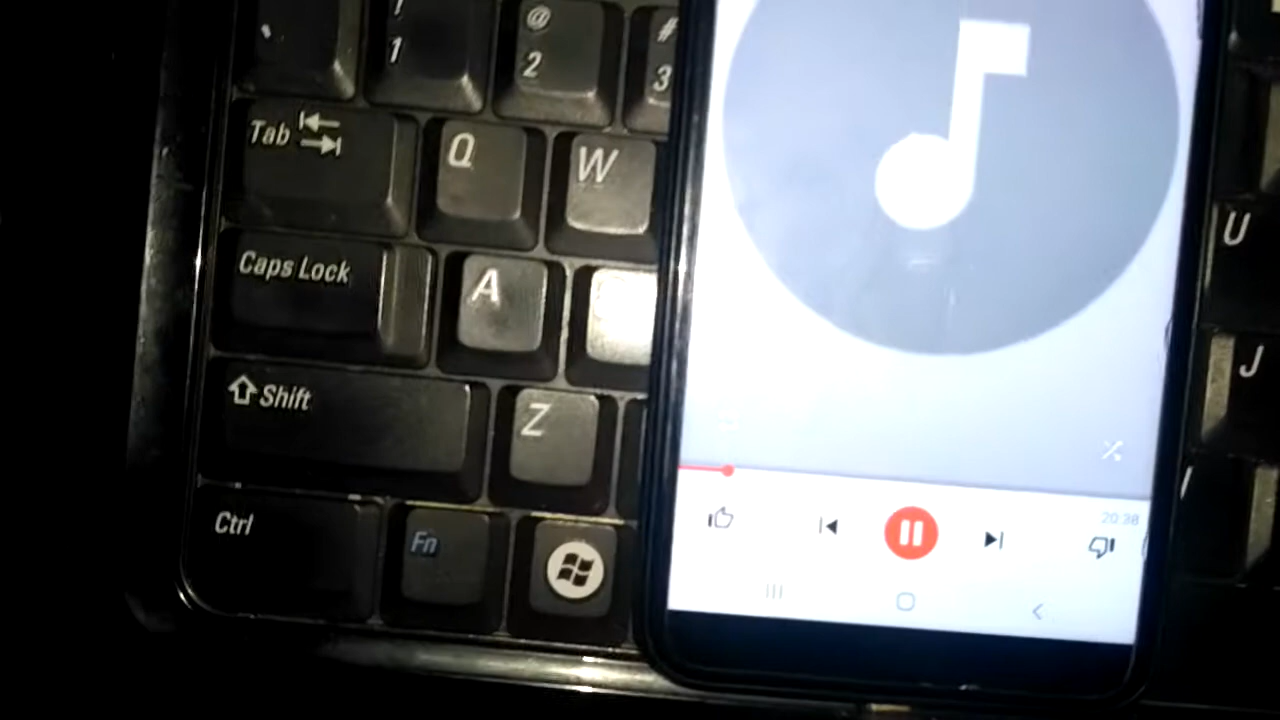 ! @ #
1 2 3
Tab Q W
U
Caps Lock A
J
Shift Z
20:38
Ctrl Fn